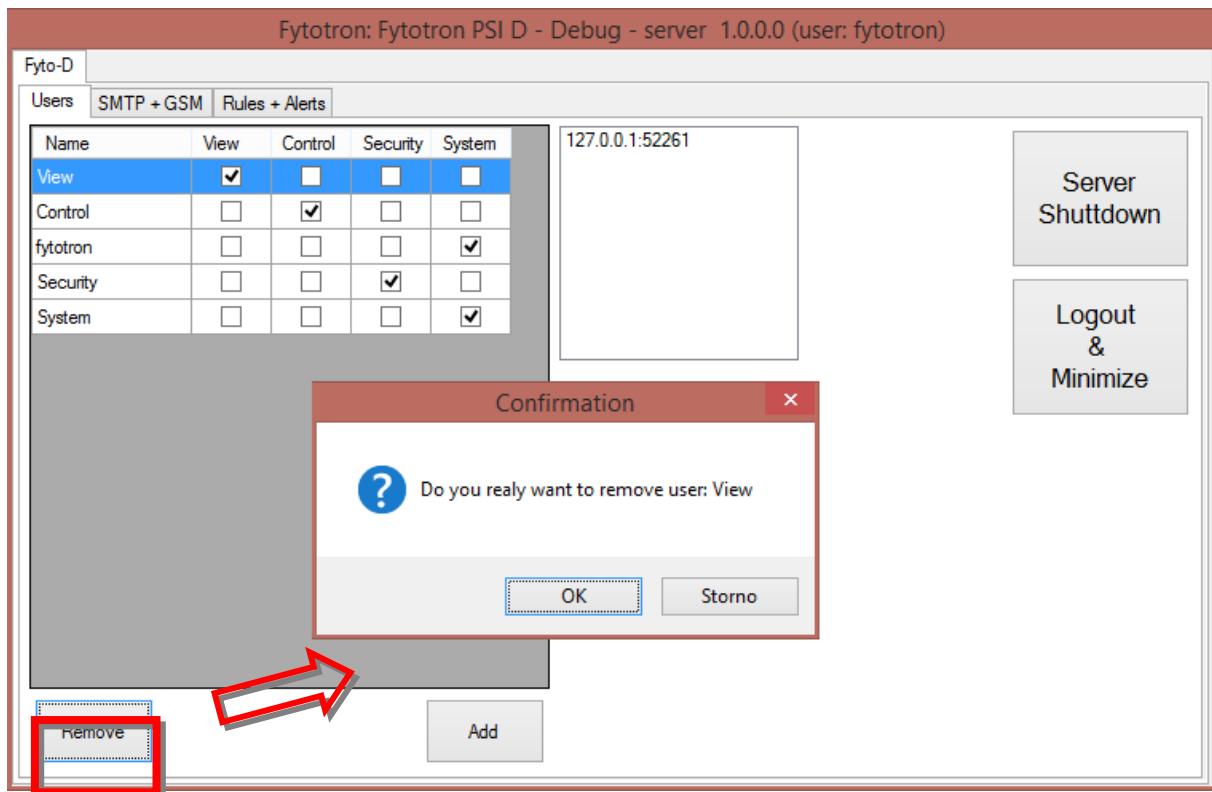 Fytotron: Fytotron PSI D - Debug - server 1.0.0.0 (user: fytotron)
Fyto-D
Users SMTP + GSM Rules + Alerts
Name View Control Security System
View
Control
fytotron
Security
System
127.0.0.1:52261
Server
Shuttdown
Logout
&
Minimize
Confirmation
Do you realy want to remove user: View
OK Storno
Remove Add